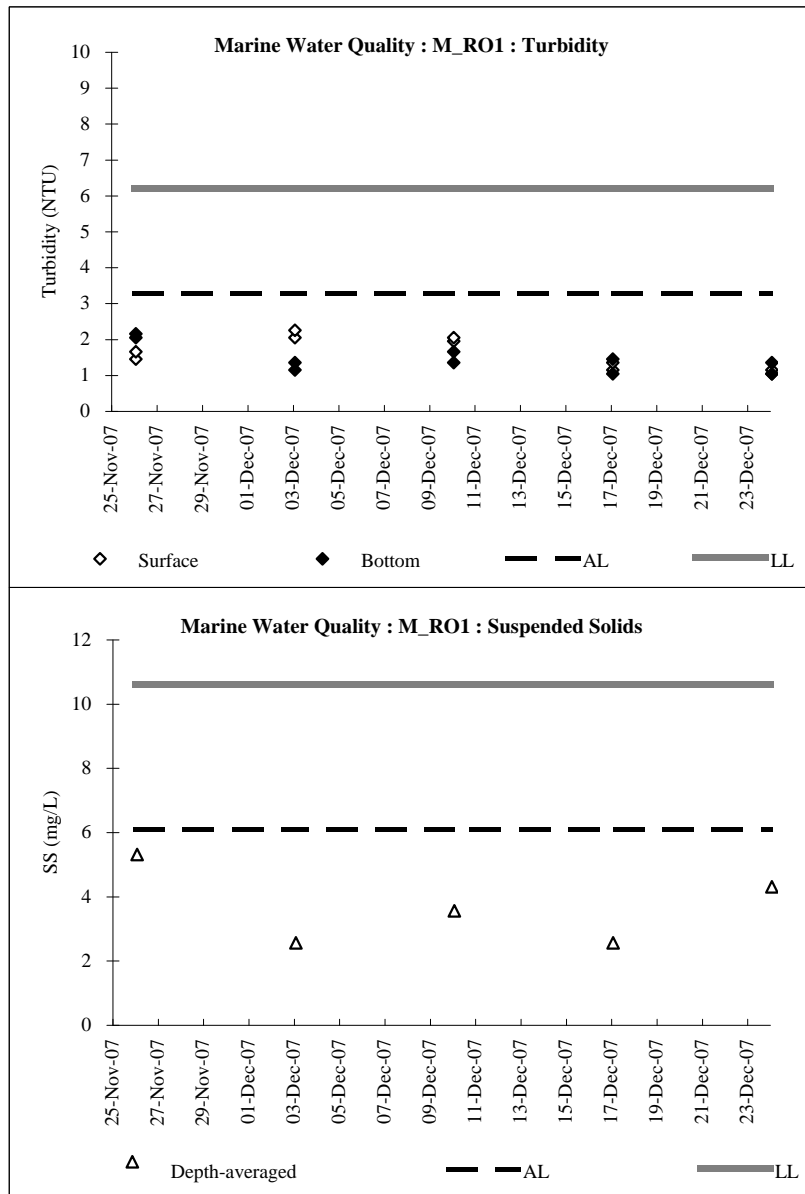 Marine Water Quality : M_RO1 : Turbidity
10
9
8
7
6
5
4
3
2
1
0
Turbidity (NTU)
25-Nov-07
27-Nov-07
29-Nov-07
01-Dec-07
03-Dec-07
05-Dec-07
07-Dec-07
09-Dec-07
11-Dec-07
13-Dec-07
15-Dec-07
17-Dec-07
19-Dec-07
21-Dec-07
23-Dec-07
Surface Bottom AL LL
Marine Water Quality : M_RO1 : Suspended Solids
12
10
8
6
4
2
0
SS (mg/L)
25-Nov-07
27-Nov-07
29-Nov-07
01-Dec-07
03-Dec-07
05-Dec-07
07-Dec-07
09-Dec-07
11-Dec-07
13-Dec-07
15-Dec-07
17-Dec-07
19-Dec-07
21-Dec-07
23-Dec-07
Depth-averaged AL LL